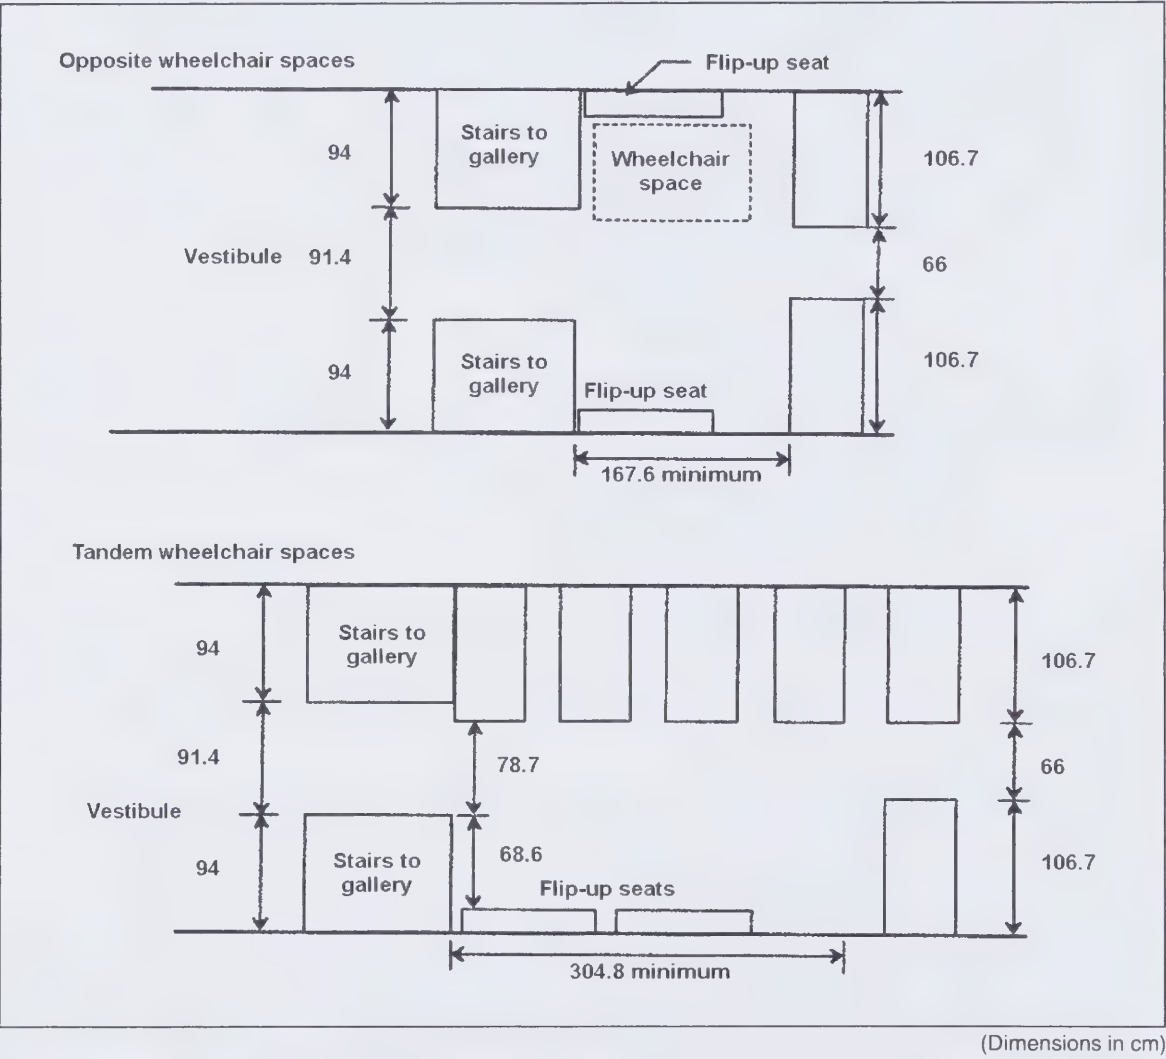 Opposite wheelchair spaces
Flip-up seat
94
Stairs to
gallery
Wheelchair
space
106.7
Vestibule 91.4
66
94
Stairs to
gallery
Flip-up seat
106.7
167.6 minimum
Tandem wheelchair spaces
94
Stairs to
gallery
106.7
91.4
78.7
66
Vestibule
94
Stairs to
gallery
68.6
Flip-up seats
106.7
304.8 minimum
(Dimensions in cm)